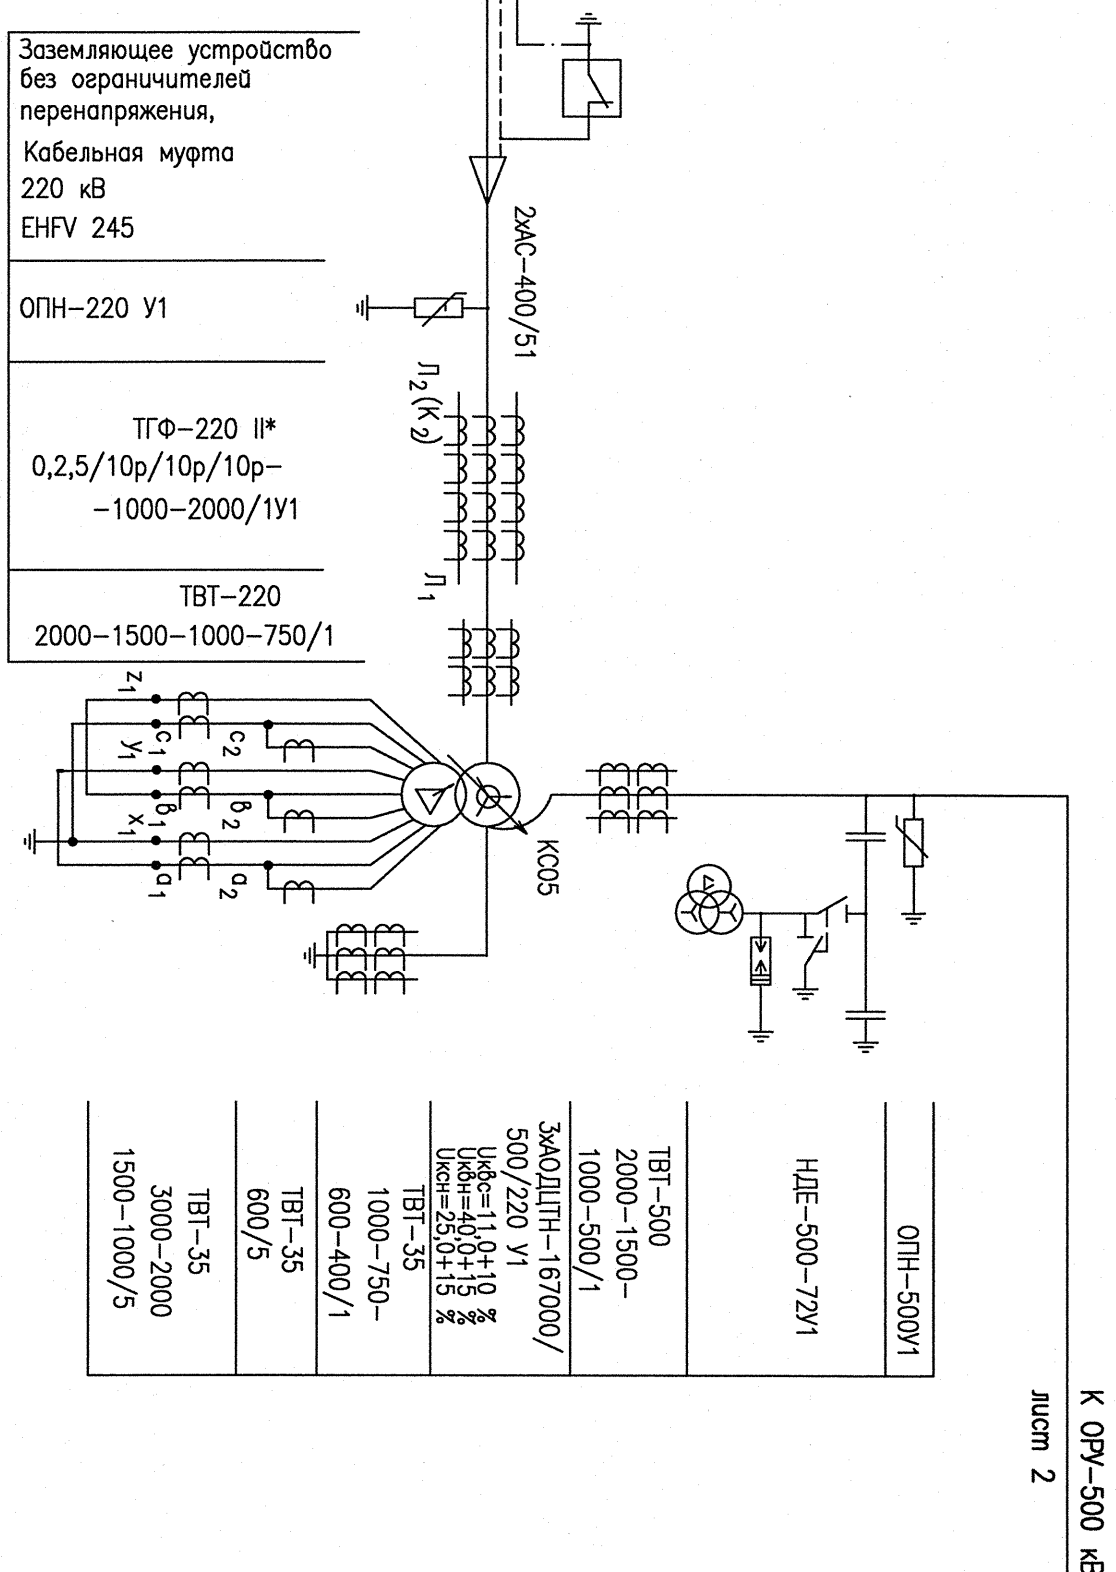 Заземляющее устройство
без ограничителей
перенапряжения,
Кабельная муфта
220 кВ
EHFV 245
ОПН-220 У1
ТГФ-220 II*
0,2,5/10р/10р/10р-
-1000-2000/1У1
ТВТ-220
2000-1500-1000-750/1
2хАС-400/51
Л2(К2)
Л1
z1
c1
c2
y1
в1
в2
x1
a1
a2
КС05
ОПН-500У1
НДЕ-500-72У1
ТВТ-500
2000-1500-
1000-500/1
3хАОДЦТН-167000/
500/220 У1
Uквс=11,0+10 %
Uквн=40,0+15 %
Uксн=25,0+15 %
ТВТ-35
1000-750-
600-400/1
ТВТ-35
600/5
ТВТ-35
3000-2000
1500-1000/5
К ОРУ-500 кВ
лист 2